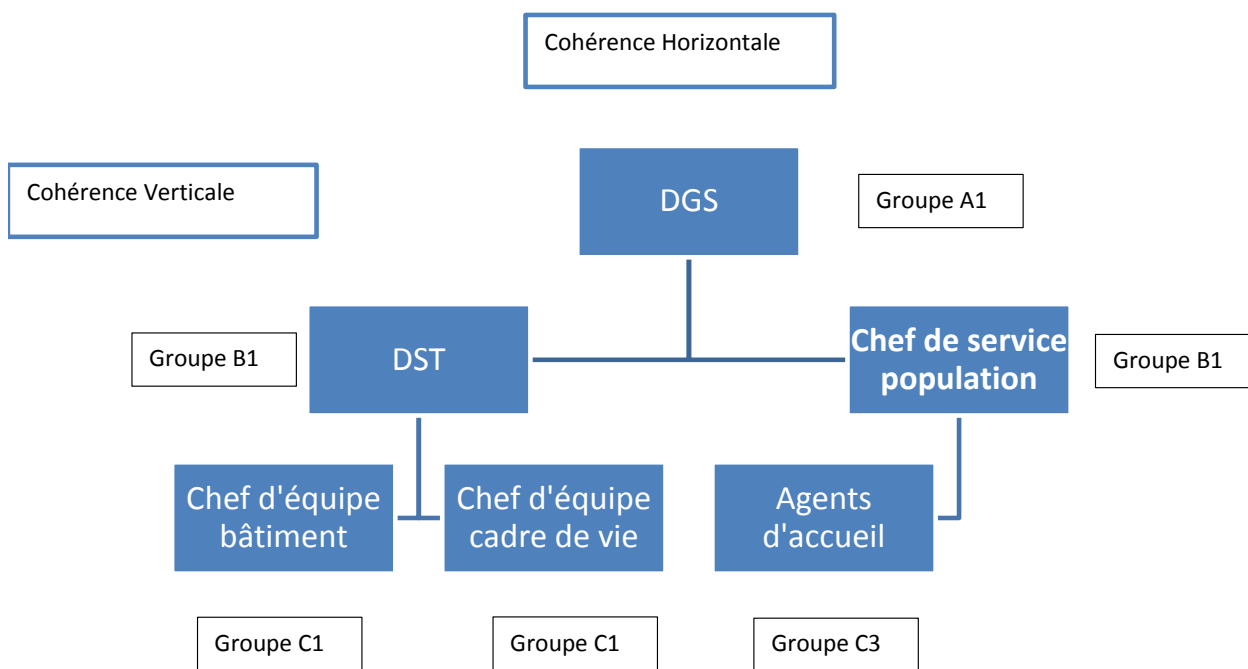 Cohérence Horizontale
Cohérence Verticale
DGS
Groupe A1
Groupe B1
DST
Chef de service
population
Groupe B1
Chef d'équipe
bâtiment
Chef d'équipe
cadre de vie
Agents
d'accueil
Groupe C1
Groupe C1
Groupe C3